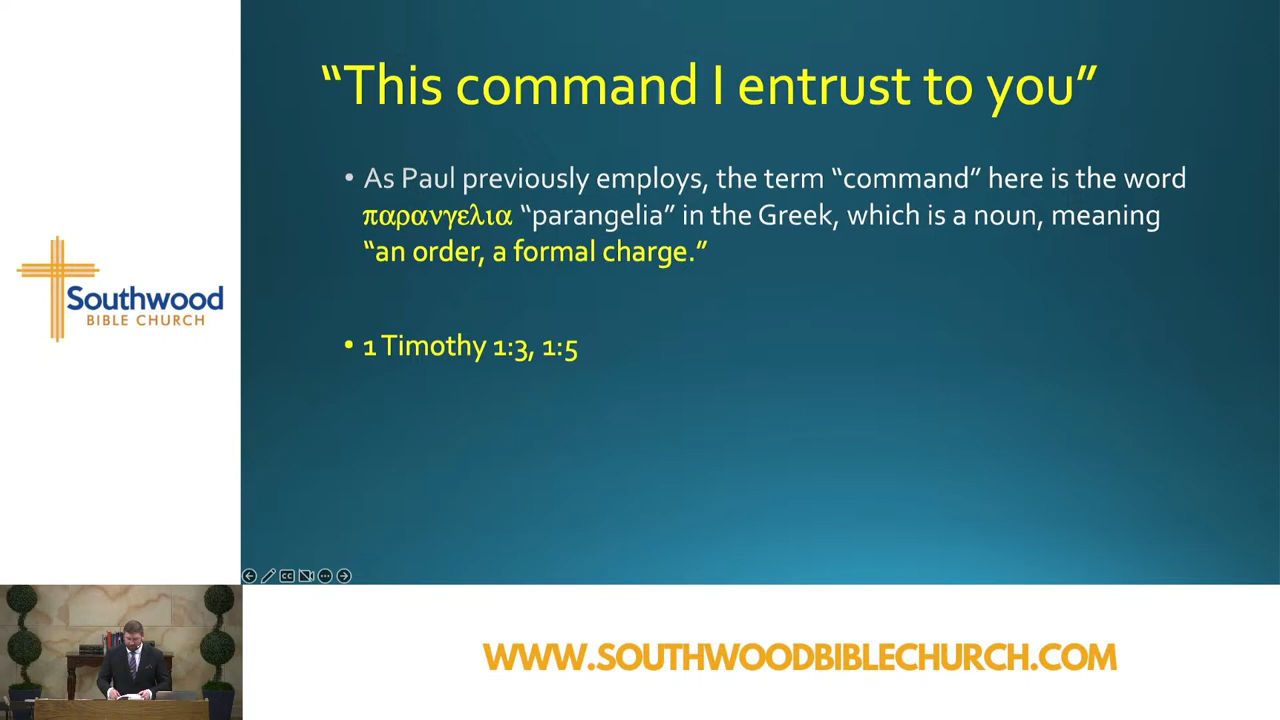 “This command I entrust to you”
• As Paul previously employs, the term “command” here is the word
παρανγελια “parangelia” in the Greek, which is a noun, meaning
“an order, a formal charge.”
• 1 Timothy 1:3, 1:5
Southwood
BIBLE CHURCH
WWW.SOUTHWOODBIBLECHURCH.COM